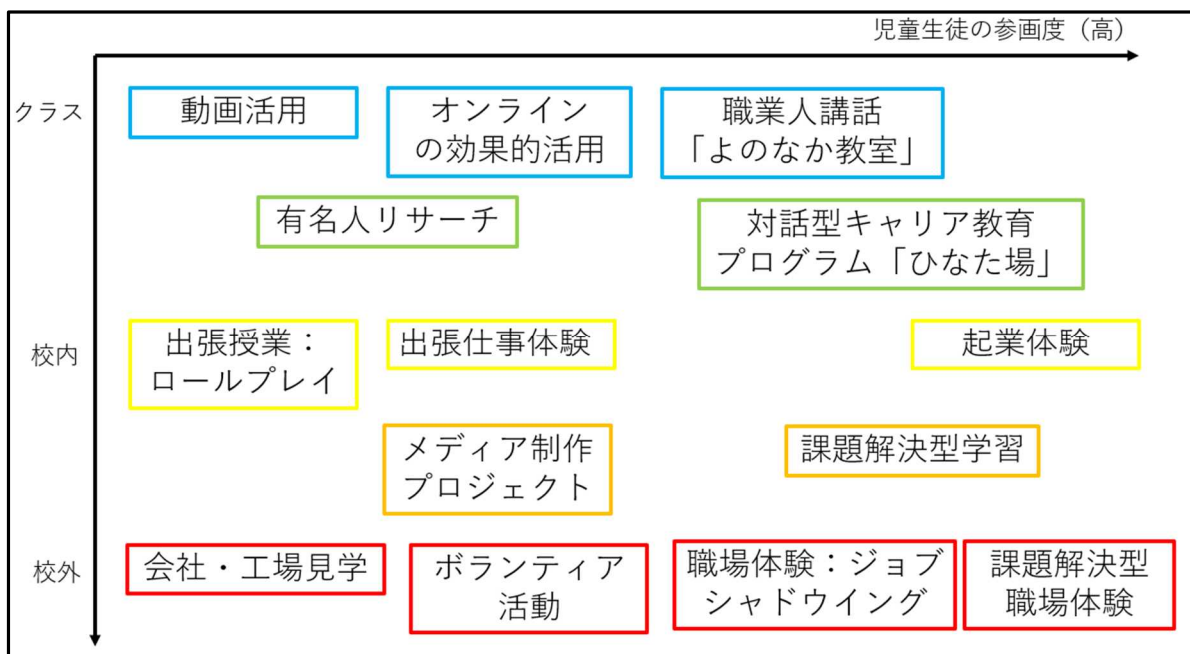 児童生徒の参画度（高）
クラス
動画活用
オンライン
の効果的活用
職業人講話
「よのなか教室」
有名人リサーチ
対話型キャリア教育
プログラム「ひなた場」
校内
出張授業：
ロールプレイ
出張仕事体験
起業体験
メディア制作
プロジェクト
課題解決型学習
校外
会社・工場見学
ボランティア
活動
職場体験：ジョブ
シャドウイング
課題解決型
職場体験